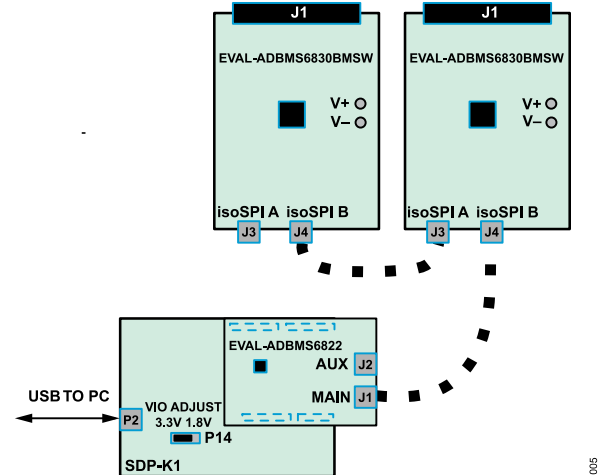 J1
J1
EVAL-ADBMS6830BMSW
EVAL-ADBMS6830BMSW
V+
V–
V+
V–
isoSPI A isoSPI B
isoSPI A isoSPI B
J3
J4
J3
J4
EVAL-ADBMS6822
AUX
J2
MAIN
J1
USB TO PC
P2
VIO ADJUST
3.3V 1.8V
P14
SDP-K1
005